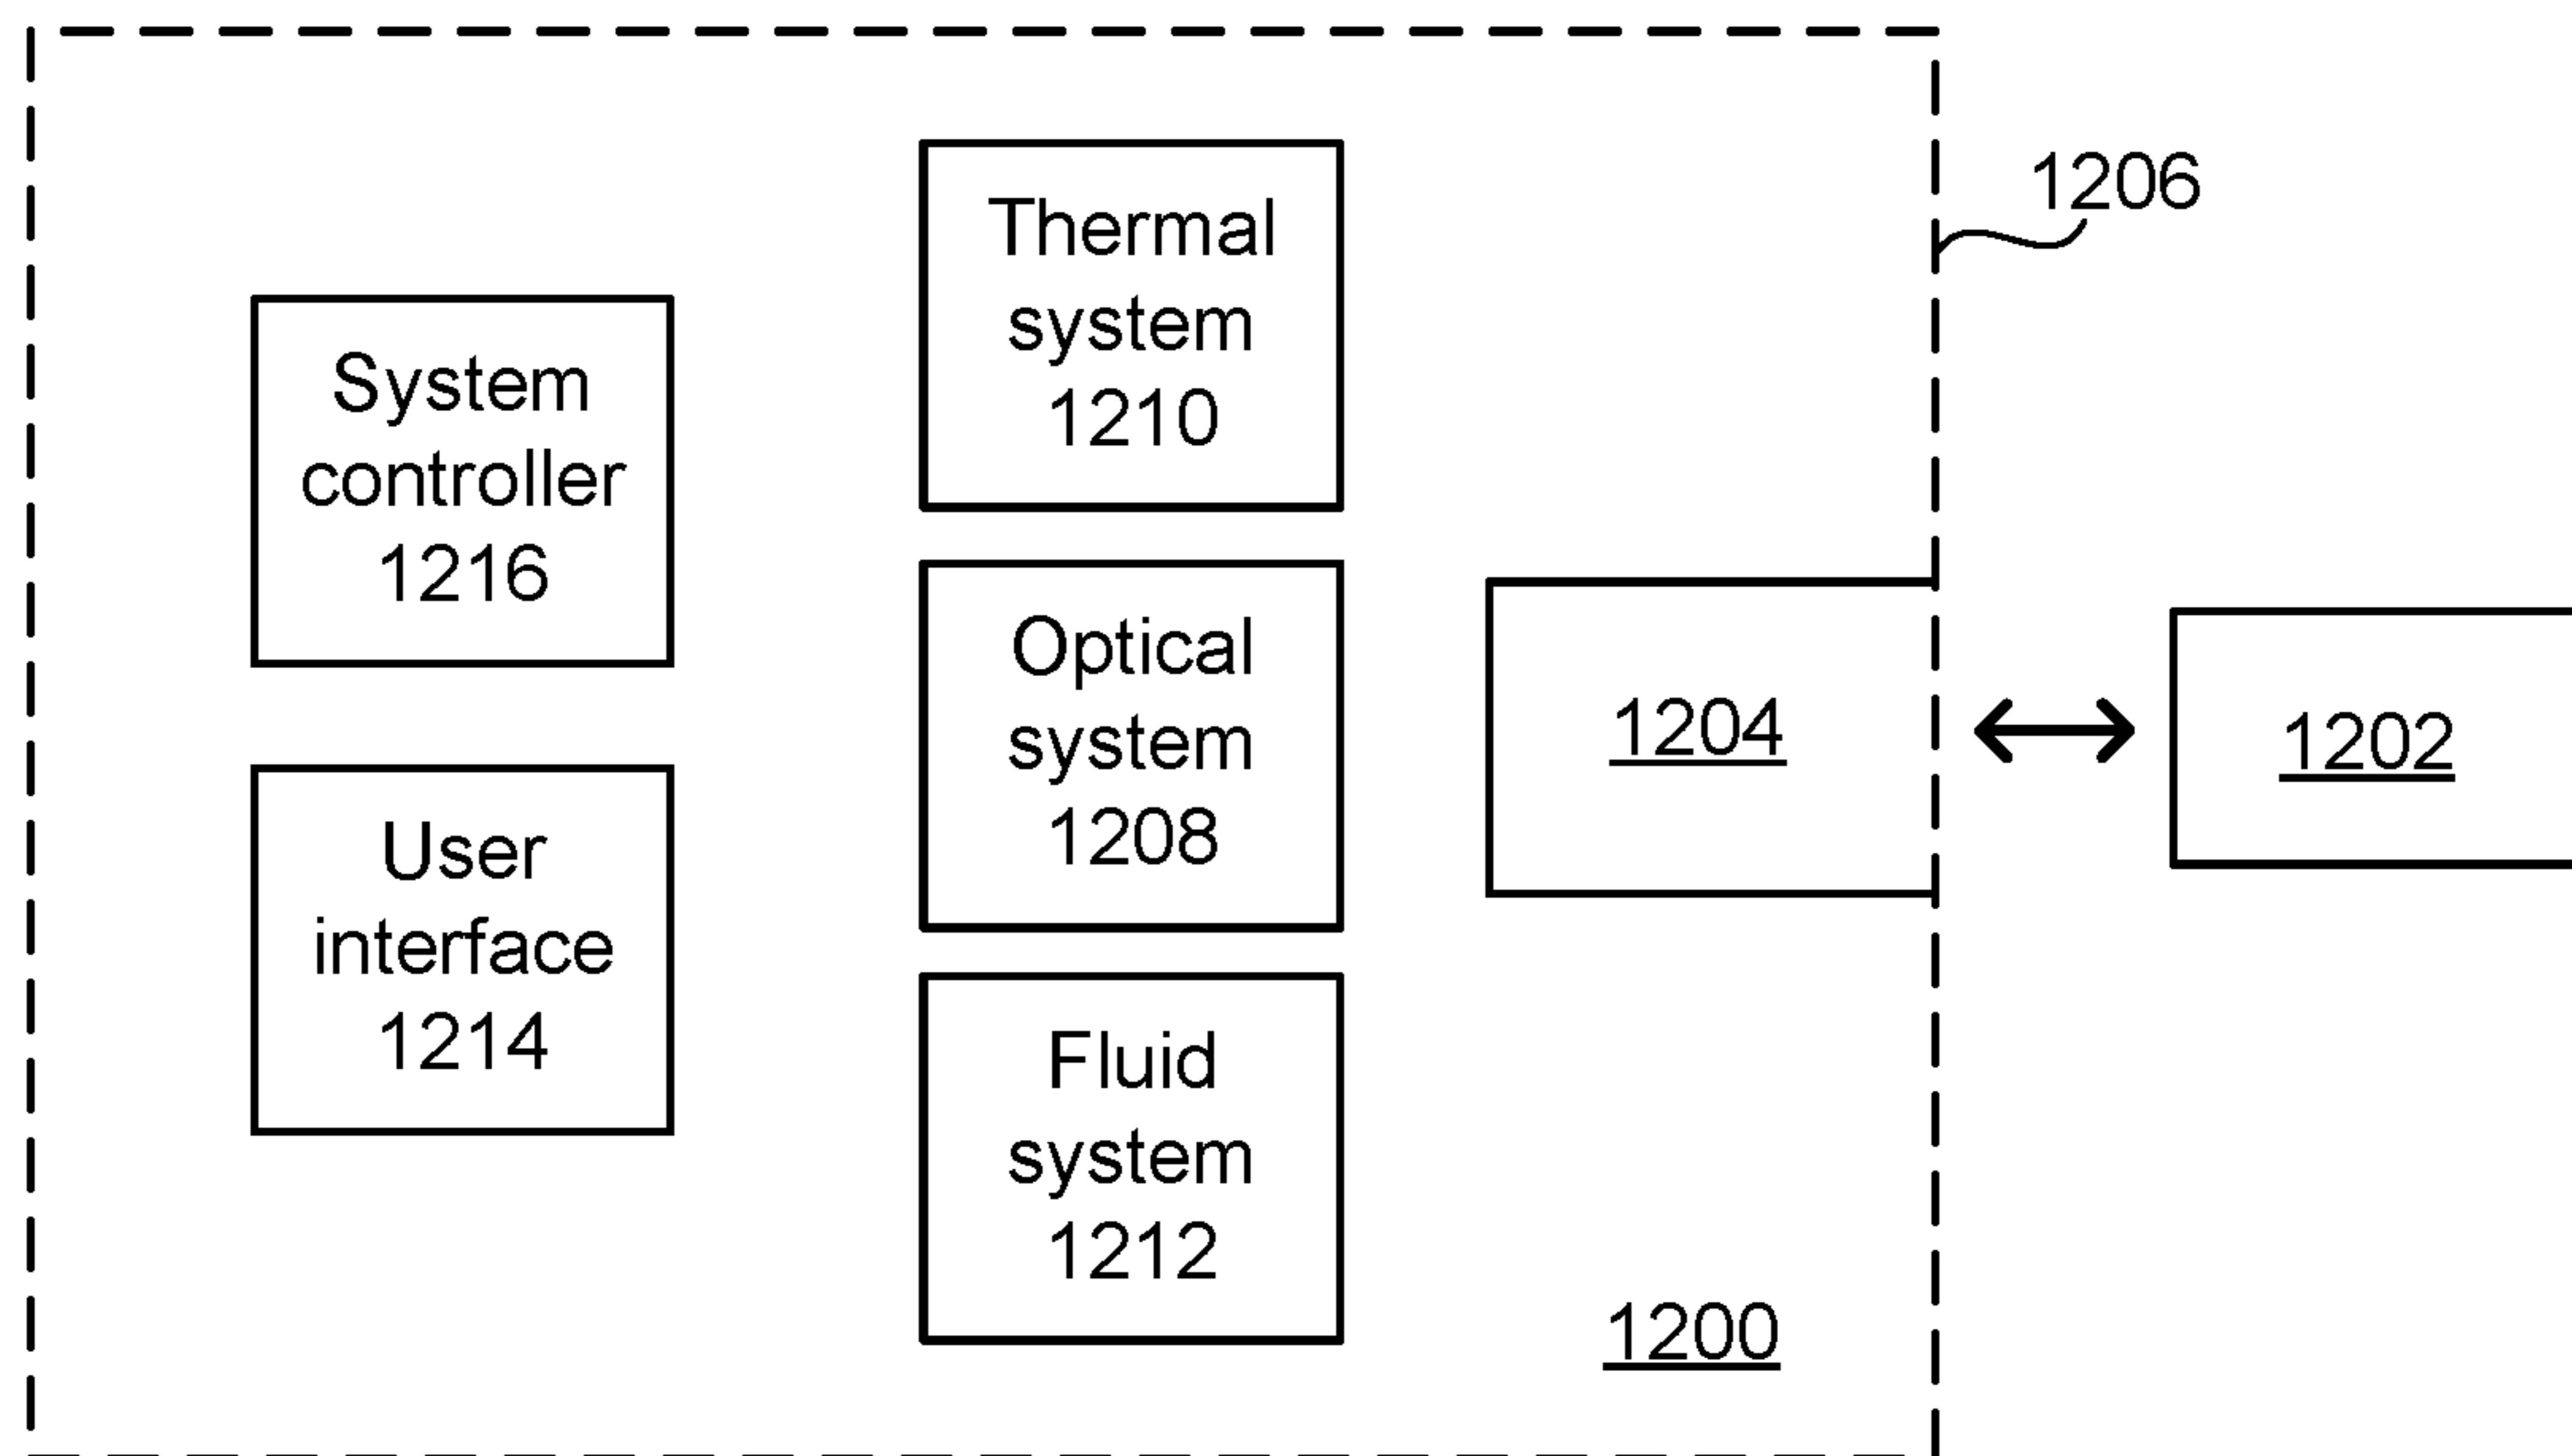 System
controller
1216
User
interface
1214
Thermal
system
1210
Optical
system
1208
Fluid
system
1212
1204
1200
1206
1202